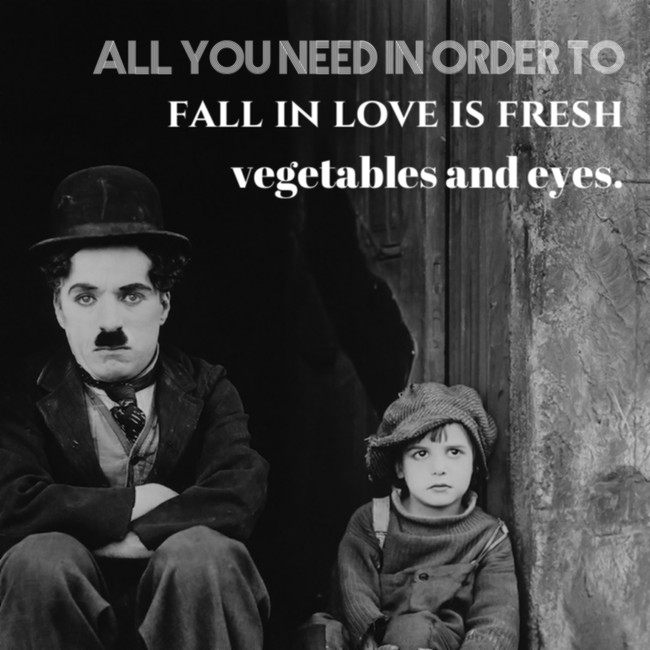 ALL YOU NEED IN ORDER TO
FALL IN LOVE IS FRESH
vegetables and eyes.